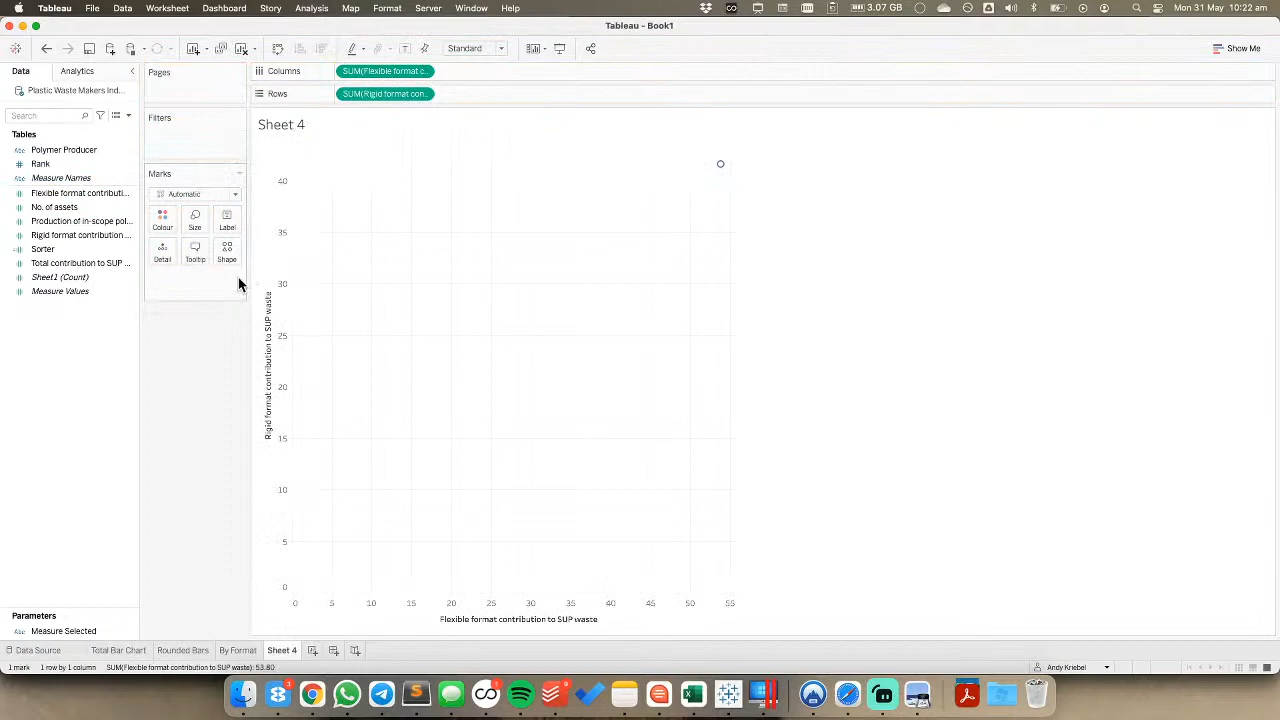 Tableau File Data Worksheet Dashboard Story Analysis Map Format Server Window Help 3.07 GB Mon 31 May 10:22 am
Tableau - Book1
Standard Show Me
Data Analytics Pages Columns SUM(Flexible format c..
Plastic Waste Makers Ind... Rows SUM(Rigid format con..
Search Filters
Tables
Polymer Producer
Rank
Measure Names
Flexible format contributi...
No. of assets
Production of in-scope pol...
Rigid format contribution ...
Sorter
Total contribution to SUP ...
Sheet1 (Count)
Measure Values
Parameters
Measure Selected
Marks
Automatic
Colour Size Label
Detail Tooltip Shape
Sheet 4
40
35
30
25
20
15
10
5
0
Rigid format contribution to SUP waste
0 5 10 15 20 25 30 35 40 45 50 55
Flexible format contribution to SUP waste
Data Source Total Bar Chart Rounded Bars By Format Sheet 4
1 mark 1 row by 1 column SUM(Flexible format contribution to SUP waste): 53.80 Andy Kriebel